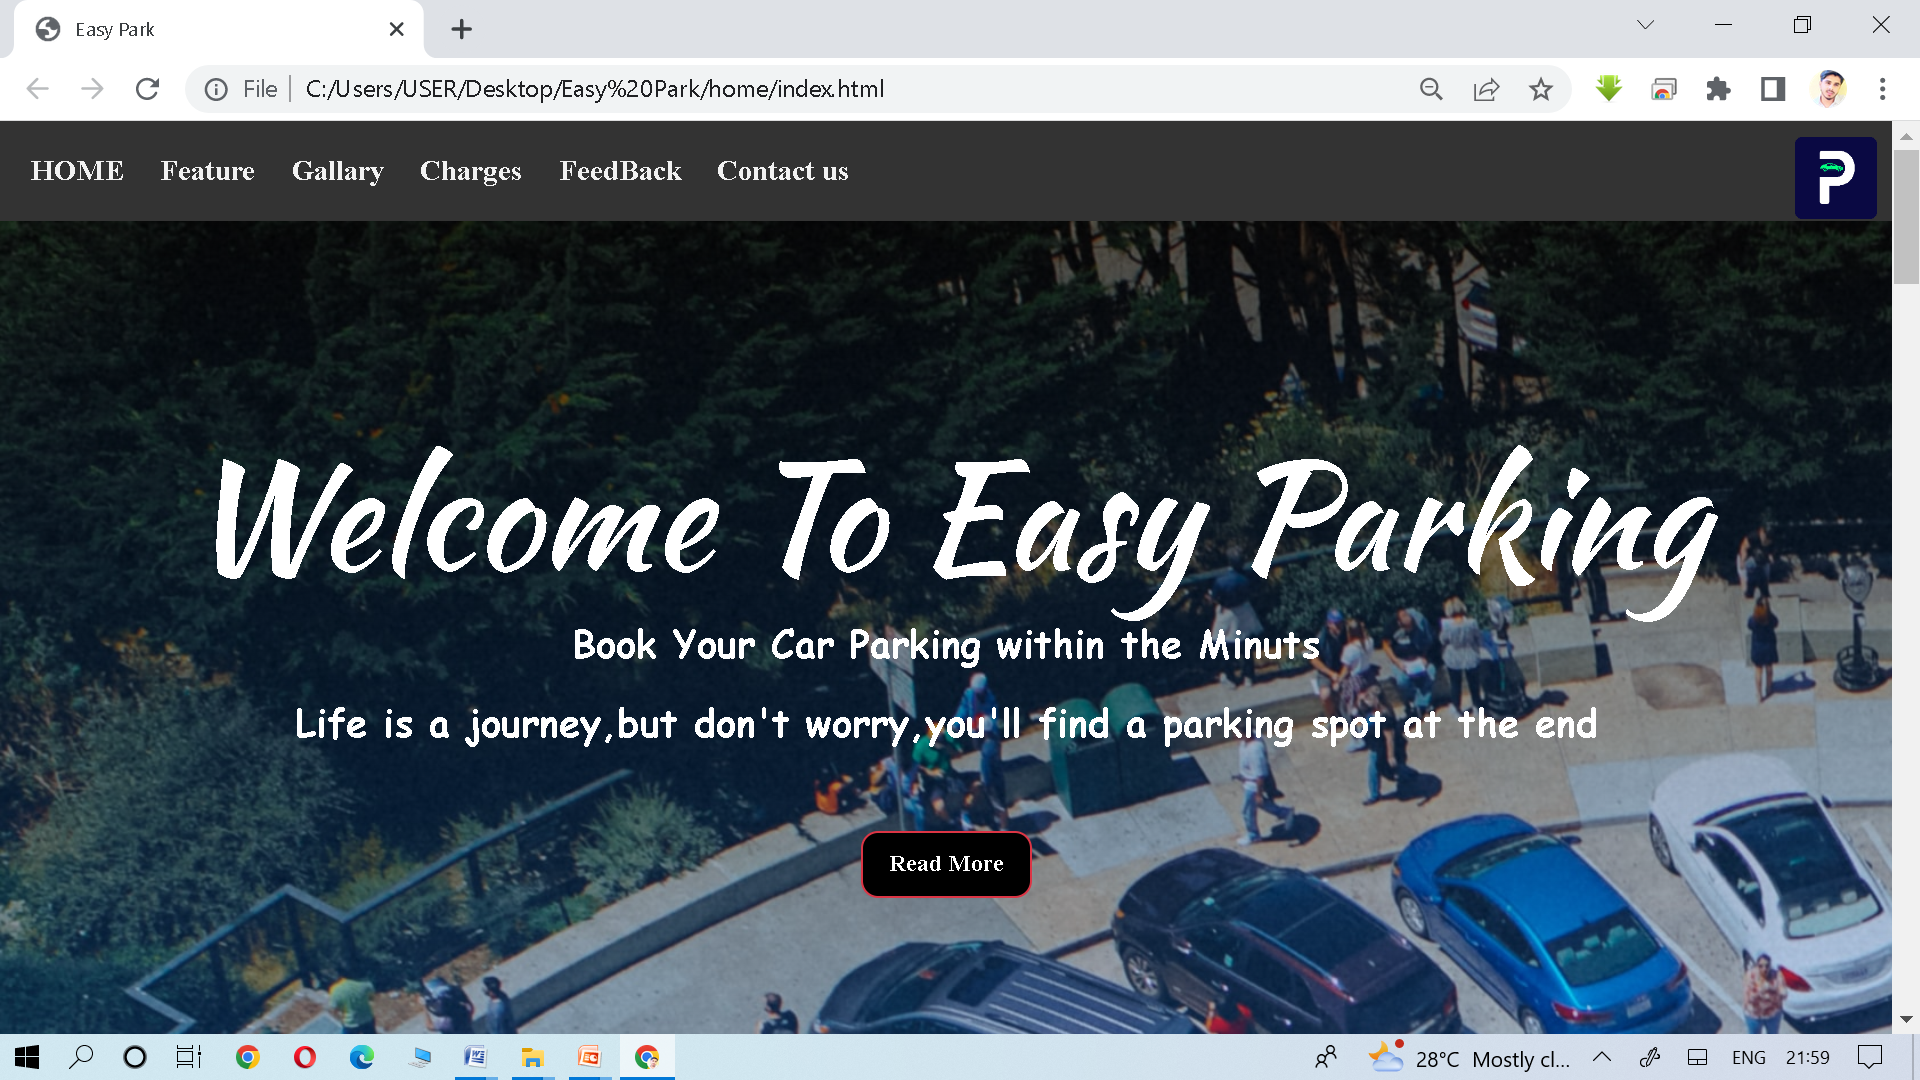 Easy Park
File
C:/Users/USER/Desktop/Easy%20Park/home/index.html
HOME Feature Gallary Charges FeedBack Contact us
P
Welcome To Easy Parking
Book Your Car Parking within the Minuts
Life is a journey,but don't worry,you'll find a parking spot at the end
Read More
28°C Mostly cl... ENG 21:59